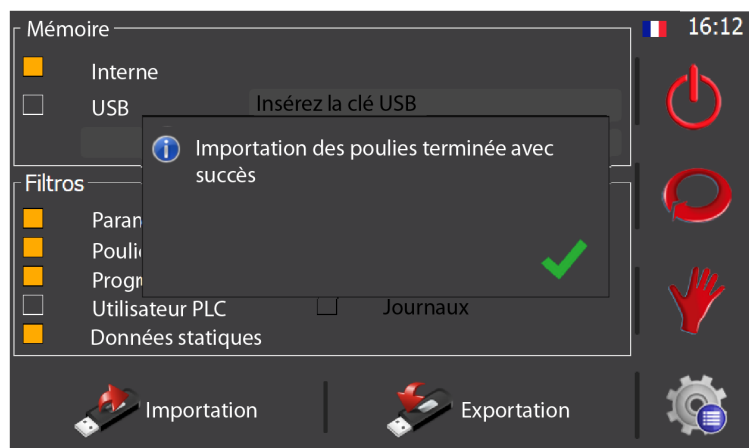 Mémoire
16:12
Interne
USB
Insérez la clé USB
Importation des poulies terminée avec
succès
Filtros
Utilisateur PLC
Journaux
Données statiques
Importation
Exportation